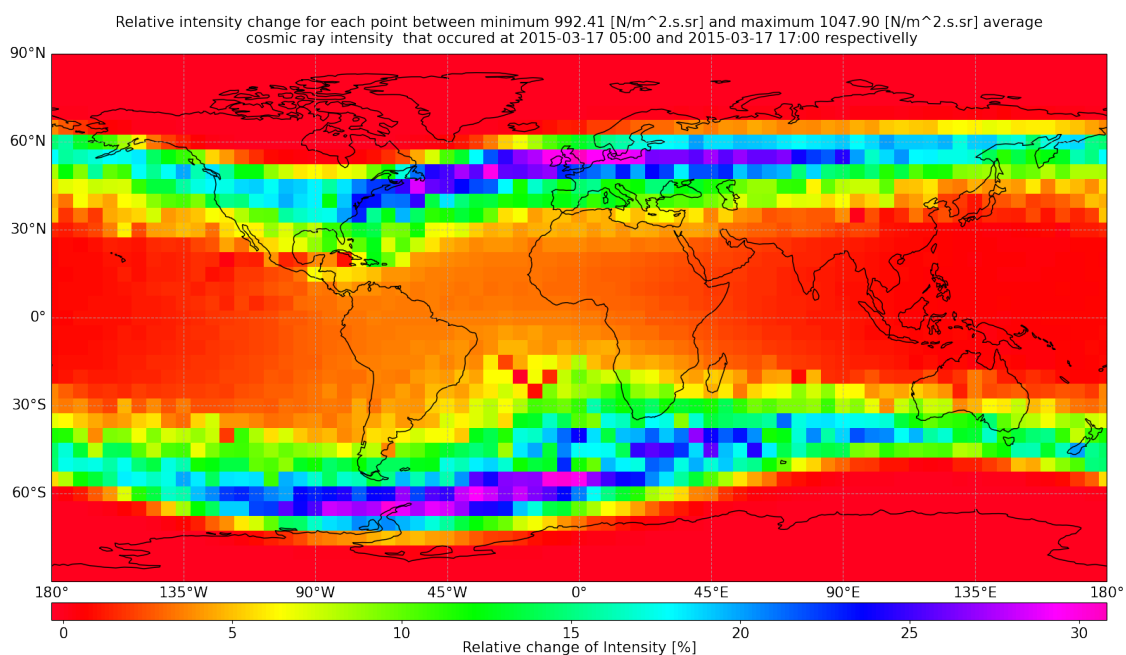 Relative intensity change for each point between minimum 992.41 [N/m^2.s.sr] and maximum 1047.90 [N/m^2.s.sr] average
cosmic ray intensity  that occured at 2015-03-17 05:00 and 2015-03-17 17:00 respectivelly
90°N
60°N
30°N
0°
30°S
60°S
180° 135°W 90°W 45°W 0° 45°E 90°E 135°E 180°
0 5 10 15 20 25 30
Relative change of Intensity [%]